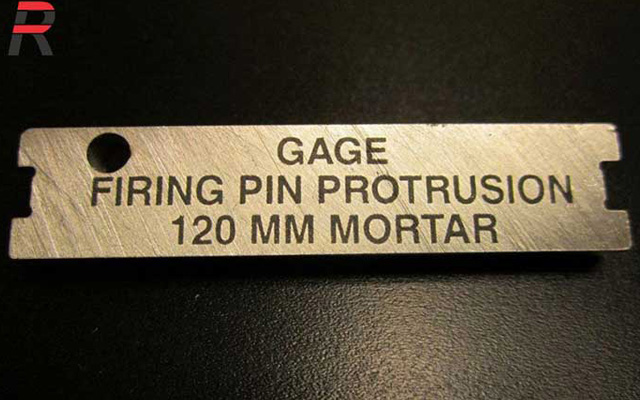 R
GAGE
FIRING PIN PROTRUSION
120 MM MORTAR